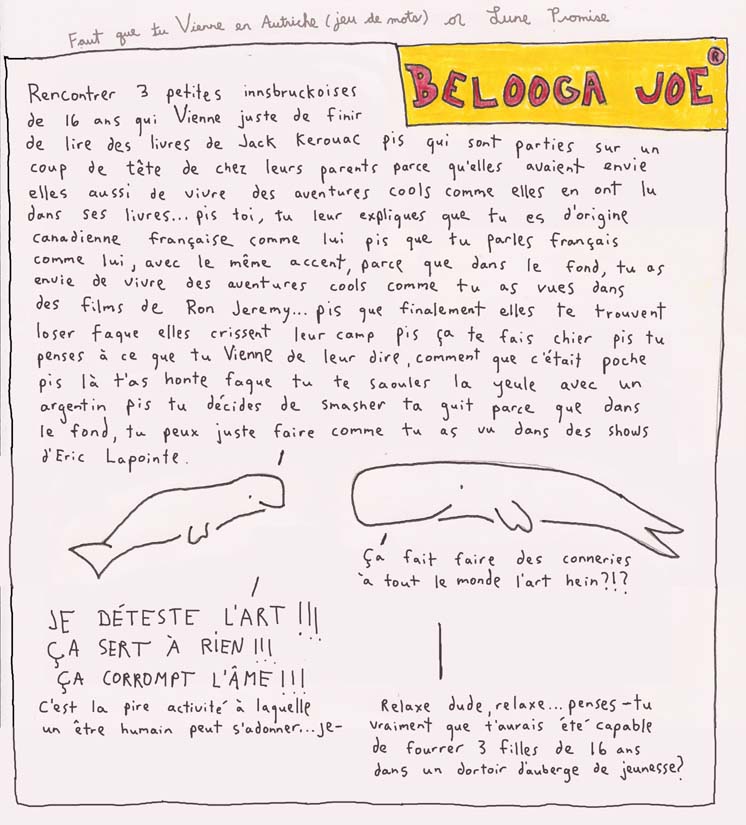 Faut que tu Vienne en Autriche (jeu de mots) ou Lune Promise
BELOOGA JOE ®
Rencontrer 3 petites innsbruckoises
de 16 ans qui Vienne juste de finir
de lire des livres de Jack Kerouac pis qui sont parties sur un
coup de tête de chez leurs parents parce qu'elles avaient envie
elles aussi de vivre des aventures cools comme elles en ont lu
dans ses livres... pis toi, tu leur expliques que tu es d'origine
canadienne française comme lui pis que tu parles français
comme lui, avec le même accent, parce que dans le fond, tu as
envie de vivre des aventures cools comme tu as vues dans
des films de Ron Jeremy... pis que finalement elles te trouvent
loser faque elles crissent leur camp pis ça te fais chier pis tu
penses à ce que tu Vienne de leur dire, comment que c'était poche
pis là t'as honte faque tu te saoules la yeule avec un
argentin pis tu décides de smasher ta guit parce que dans
le fond, tu peux juste faire comme tu as vu dans des shows
d'Eric Lapointe.
Ça fait faire des conneries
à tout le monde l'art hein?!?
JE DÉTESTE L'ART !!!
ÇA SERT À RIEN !!!
ÇA CORROMPT L'ÂME !!!
C'est la pire activité à laquelle
un être humain peut s'adonner... je-
Relaxe dude, relaxe... penses-tu
vraiment que t'aurais été capable
de fourrer 3 filles de 16 ans
dans un dortoir d'auberge de jeunesse?